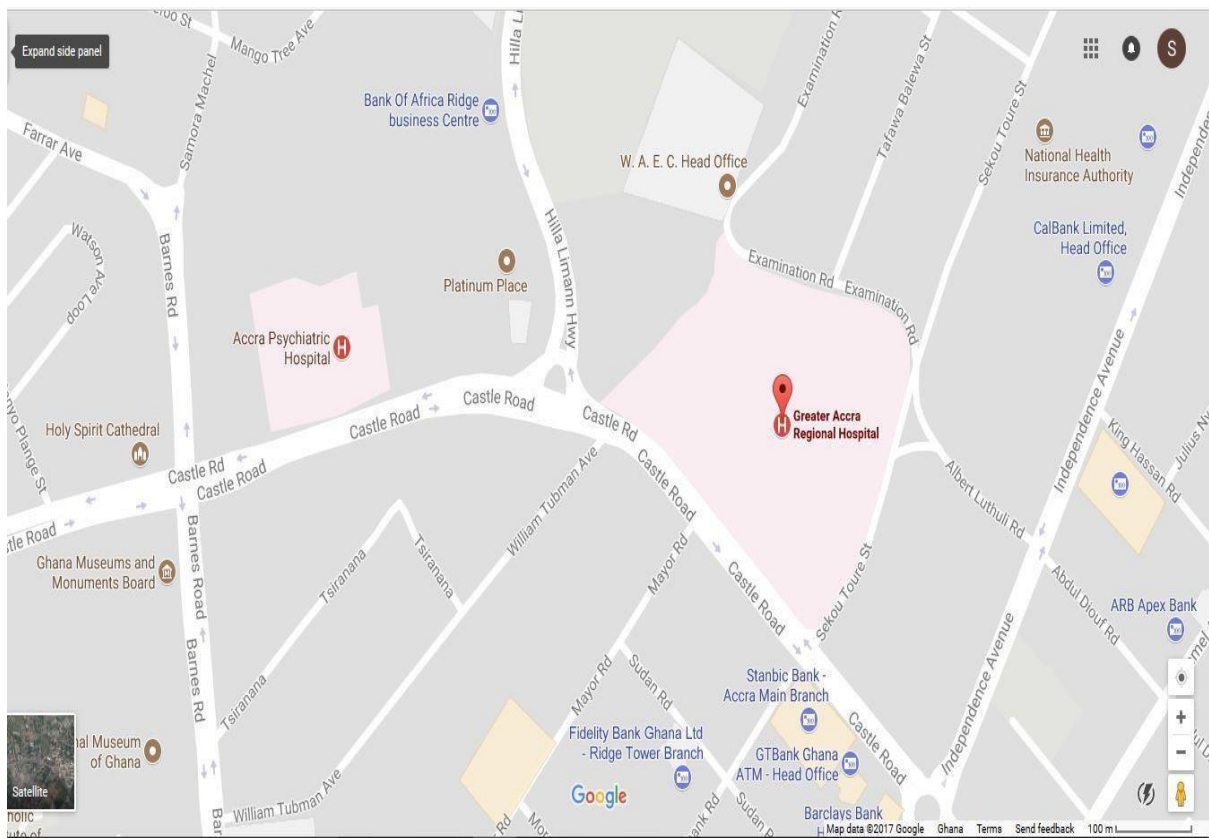 Expand side panel
Mango Tree Ave
Samora Machel
Farrar Ave
Watson Ave Loop
Barnes Rd
Bank Of Africa Ridge
business Centre
Hilla Limann Hwy
W. A. E. C. Head Office
Examination Rd
Tafawa Balewa St
Sekou Toure St
S
National Health
Insurance Authority
CalBank Limited,
Head Office
Platinum Place
Examination Rd
Examination Rd
Accra Psychiatric
Hospital
H
Castle Road
Castle Road
Castle Rd
Greater Accra
Regional Hospital
H
Independence Avenue
King Hassan Rd
Holy Spirit Cathedral
Castle Rd
Castle Road
William Tubman Ave
Castle Road
Albert Luthuli Rd
Ghana Museums and
Monuments Board
Barnes Road
Tsiranana
Tsiranana
Mayor Rd
Castle Road
Sekou Toure St
Abdul Diouf Rd
ARB Apex Bank
Barnes Rd
Tsiranana
Mayor Rd
Sudan Rd
Stanbic Bank -
Accra Main Branch
Independence Avenue
Fidelity Bank Ghana Ltd
- Ridge Tower Branch
GTBank Ghana
ATM - Head Office
Castle Road
Museum
of Ghana
Satellite
William Tubman Ave
Google
Barclays Bank
Map data ©2017 Google Ghana Terms Send feedback 100 m